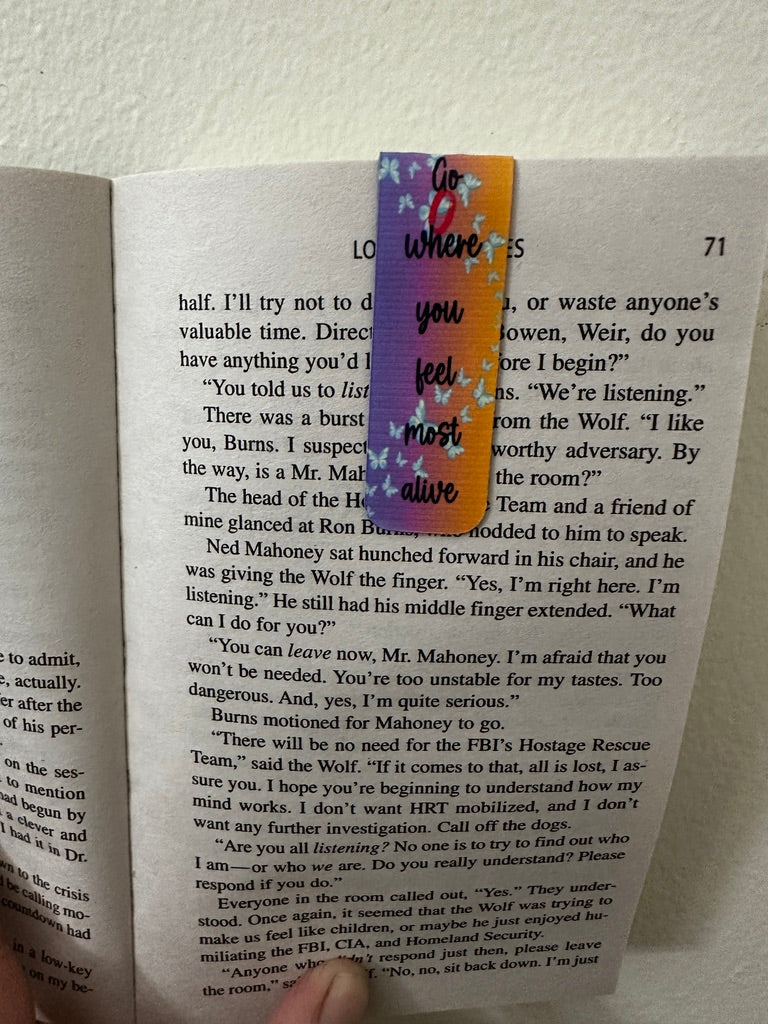 Go
where
you
feel
most
alive
LO ES 71
half. I'll try not to d , or waste anyone's
valuable time. Direct Bowen, Weir, do you
have anything you'd l fore I begin?"
"You told us to list ns. "We're listening."
There was a burst rom the Wolf. "I like
you, Burns. I suspect worthy adversary. By
the way, is a Mr. Mah the room?"
The head of the Ho Team and a friend of
mine glanced at Ron Burns, who nodded to him to speak.
Ned Mahoney sat hunched forward in his chair, and he
was giving the Wolf the finger. "Yes, I'm right here. I'm
listening." He still had his middle finger extended. "What
can I do for you?"
"You can leave now, Mr. Mahoney. I'm afraid that you
won't be needed. You're too unstable for my tastes. Too
dangerous. And, yes, I'm quite serious."
Burns motioned for Mahoney to go.
"There will be no need for the FBI's Hostage Rescue
Team," said the Wolf. "If it comes to that, all is lost, I as-
sure you. I hope you're beginning to understand how my
mind works. I don't want HRT mobilized, and I don't
want any further investigation. Call off the dogs.
"Are you all listening? No one is to try to find out who
I am—or who we are. Do you really understand? Please
respond if you do."
Everyone in the room called out, "Yes." They under-
stood. Once again, it seemed that the Wolf was trying to
make us feel like children, or maybe he just enjoyed hu-
miliating the FBI, CIA, and Homeland Security.
"Anyone who didn't respond just then, please leave
the room," sa f. "No, no, sit back down. I'm just
e to admit,
e, actually.
er after the
of his per-
.
on the ses-
to mention
had begun by
a clever and
I had it in Dr.
wn to the crisis
d be calling mo-
countdown had
in a low-key
on my be-